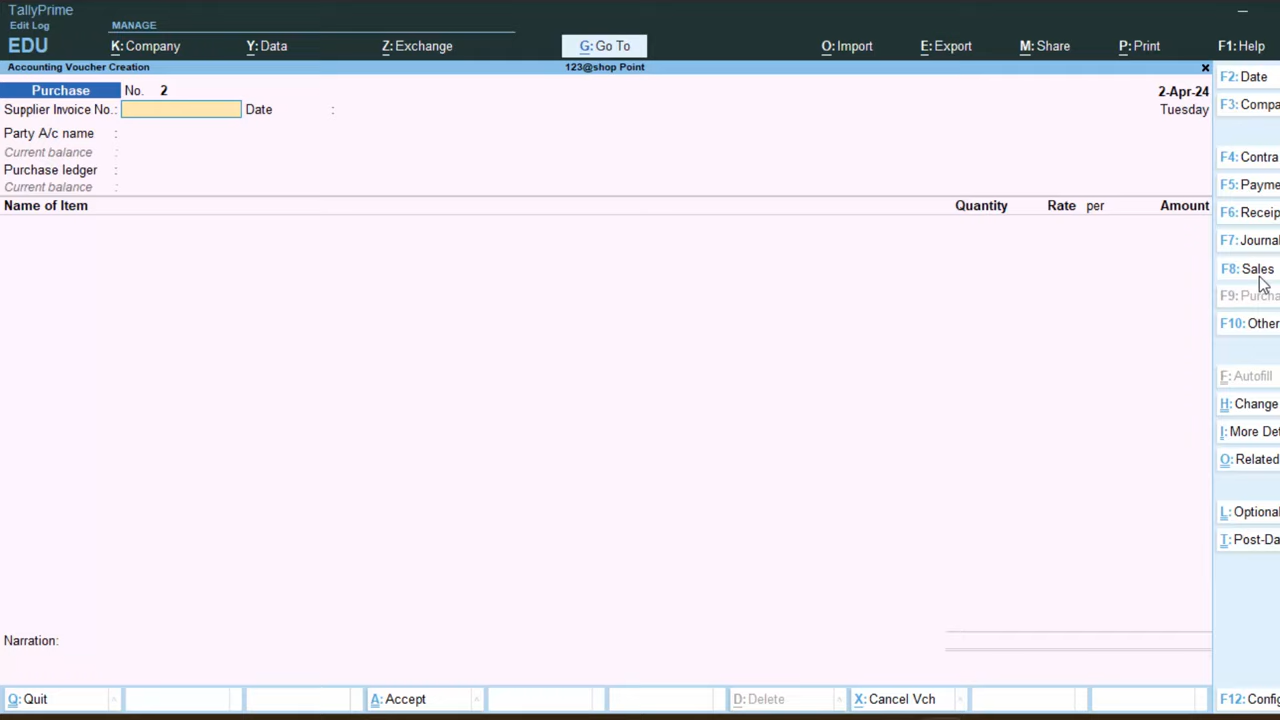 TallyPrime
Edit Log
MANAGE
EDU
K: Company
Y: Data
Z: Exchange
G: Go To
O: Import
E: Export
M: Share
P: Print
F1: Help
Accounting Voucher Creation
123@shop Point
x
Purchase No. 2
2-Apr-24
Supplier Invoice No.: Date :
Tuesday
Party A/c name :
Current balance :
Purchase ledger :
Current balance :
Name of Item Quantity Rate per Amount
Narration:
F2: Date
F3: Compa
F4: Contra
F5: Payme
F6: Receip
F7: Journal
F8: Sales
F9: Purcha
F10: Other
F: Autofill
H: Change
I: More Det
O: Related
L: Optional
T: Post-Da
Q: Quit
A: Accept
D: Delete
X: Cancel Vch
F12: Config